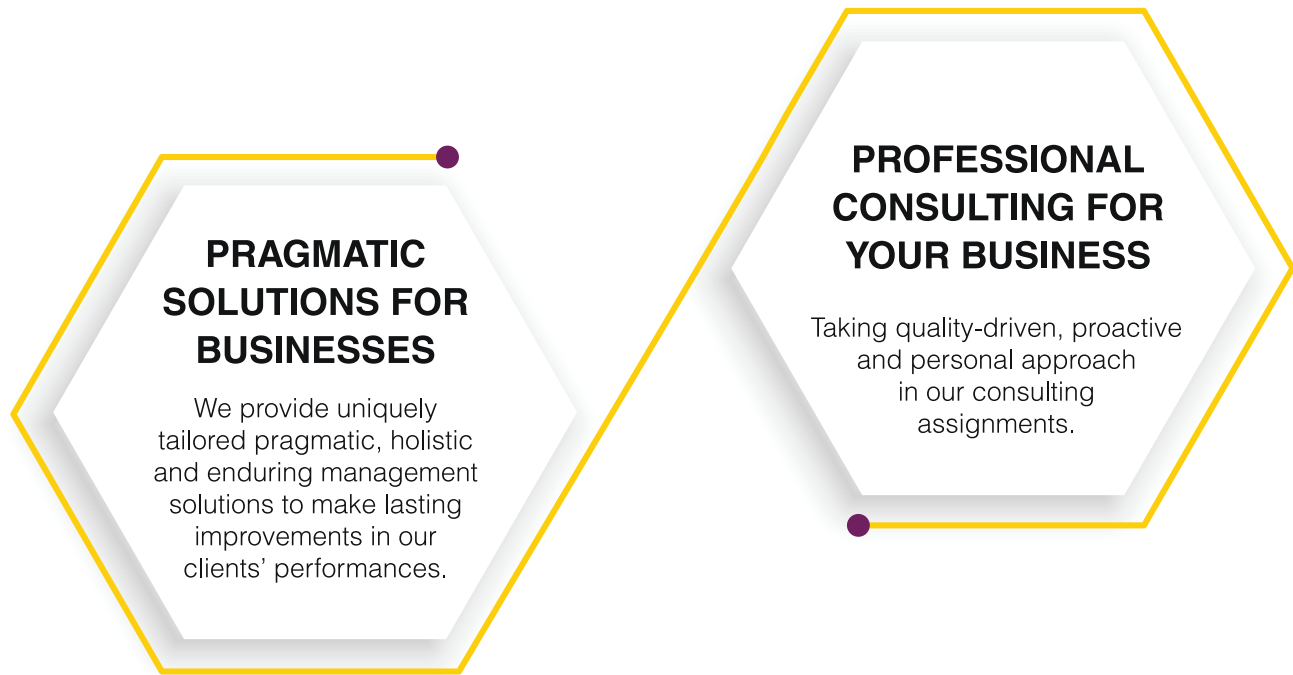 PRAGMATIC
SOLUTIONS FOR
BUSINESSES
We provide uniquely
tailored pragmatic, holistic
and enduring management
solutions to make lasting
improvements in our
clients’ performances.
PROFESSIONAL
CONSULTING FOR
YOUR BUSINESS
Taking quality-driven, proactive
and personal approach
in our consulting
assignments.